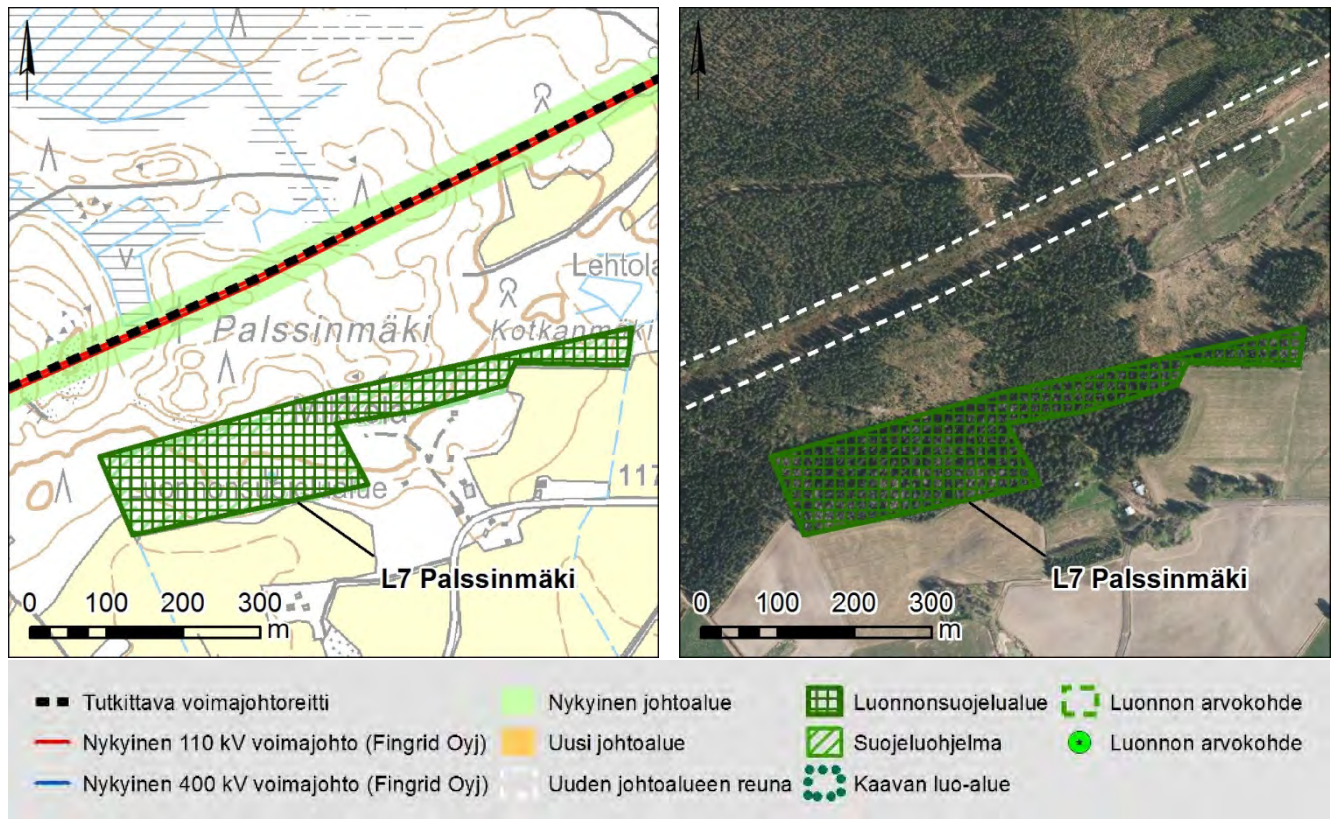 Palssinmäki
Lehtola
Kotkanmäki
Luonnonsuojelualue
117
L7 Palssinmäki
0 100 200 300
m
L7 Palssinmäki
0 100 200 300
m
Tutkittava voimajohtoreitti
Nykyinen 110 kV voimajohto (Fingrid Oyj)
Nykyinen 400 kV voimajohto (Fingrid Oyj)
Nykyinen johtoalue
Uusi johtoalue
Uuden johtoalueen reuna
Luonnonsuojelualue
Suojeluohjelma
Kaavan luo-alue
Luonnon arvokohde
Luonnon arvokohde